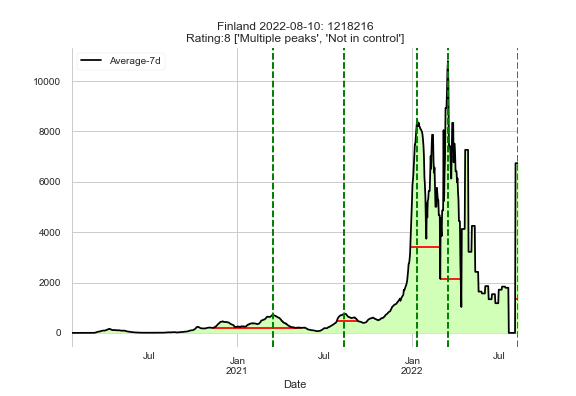 Finland 2022-08-10: 1218216
Rating:8 ['Multiple peaks', 'Not in control']
Average-7d
10000
8000
6000
4000
2000
0
Jul
Jan
2021
Jul
Jan
2022
Jul
Date